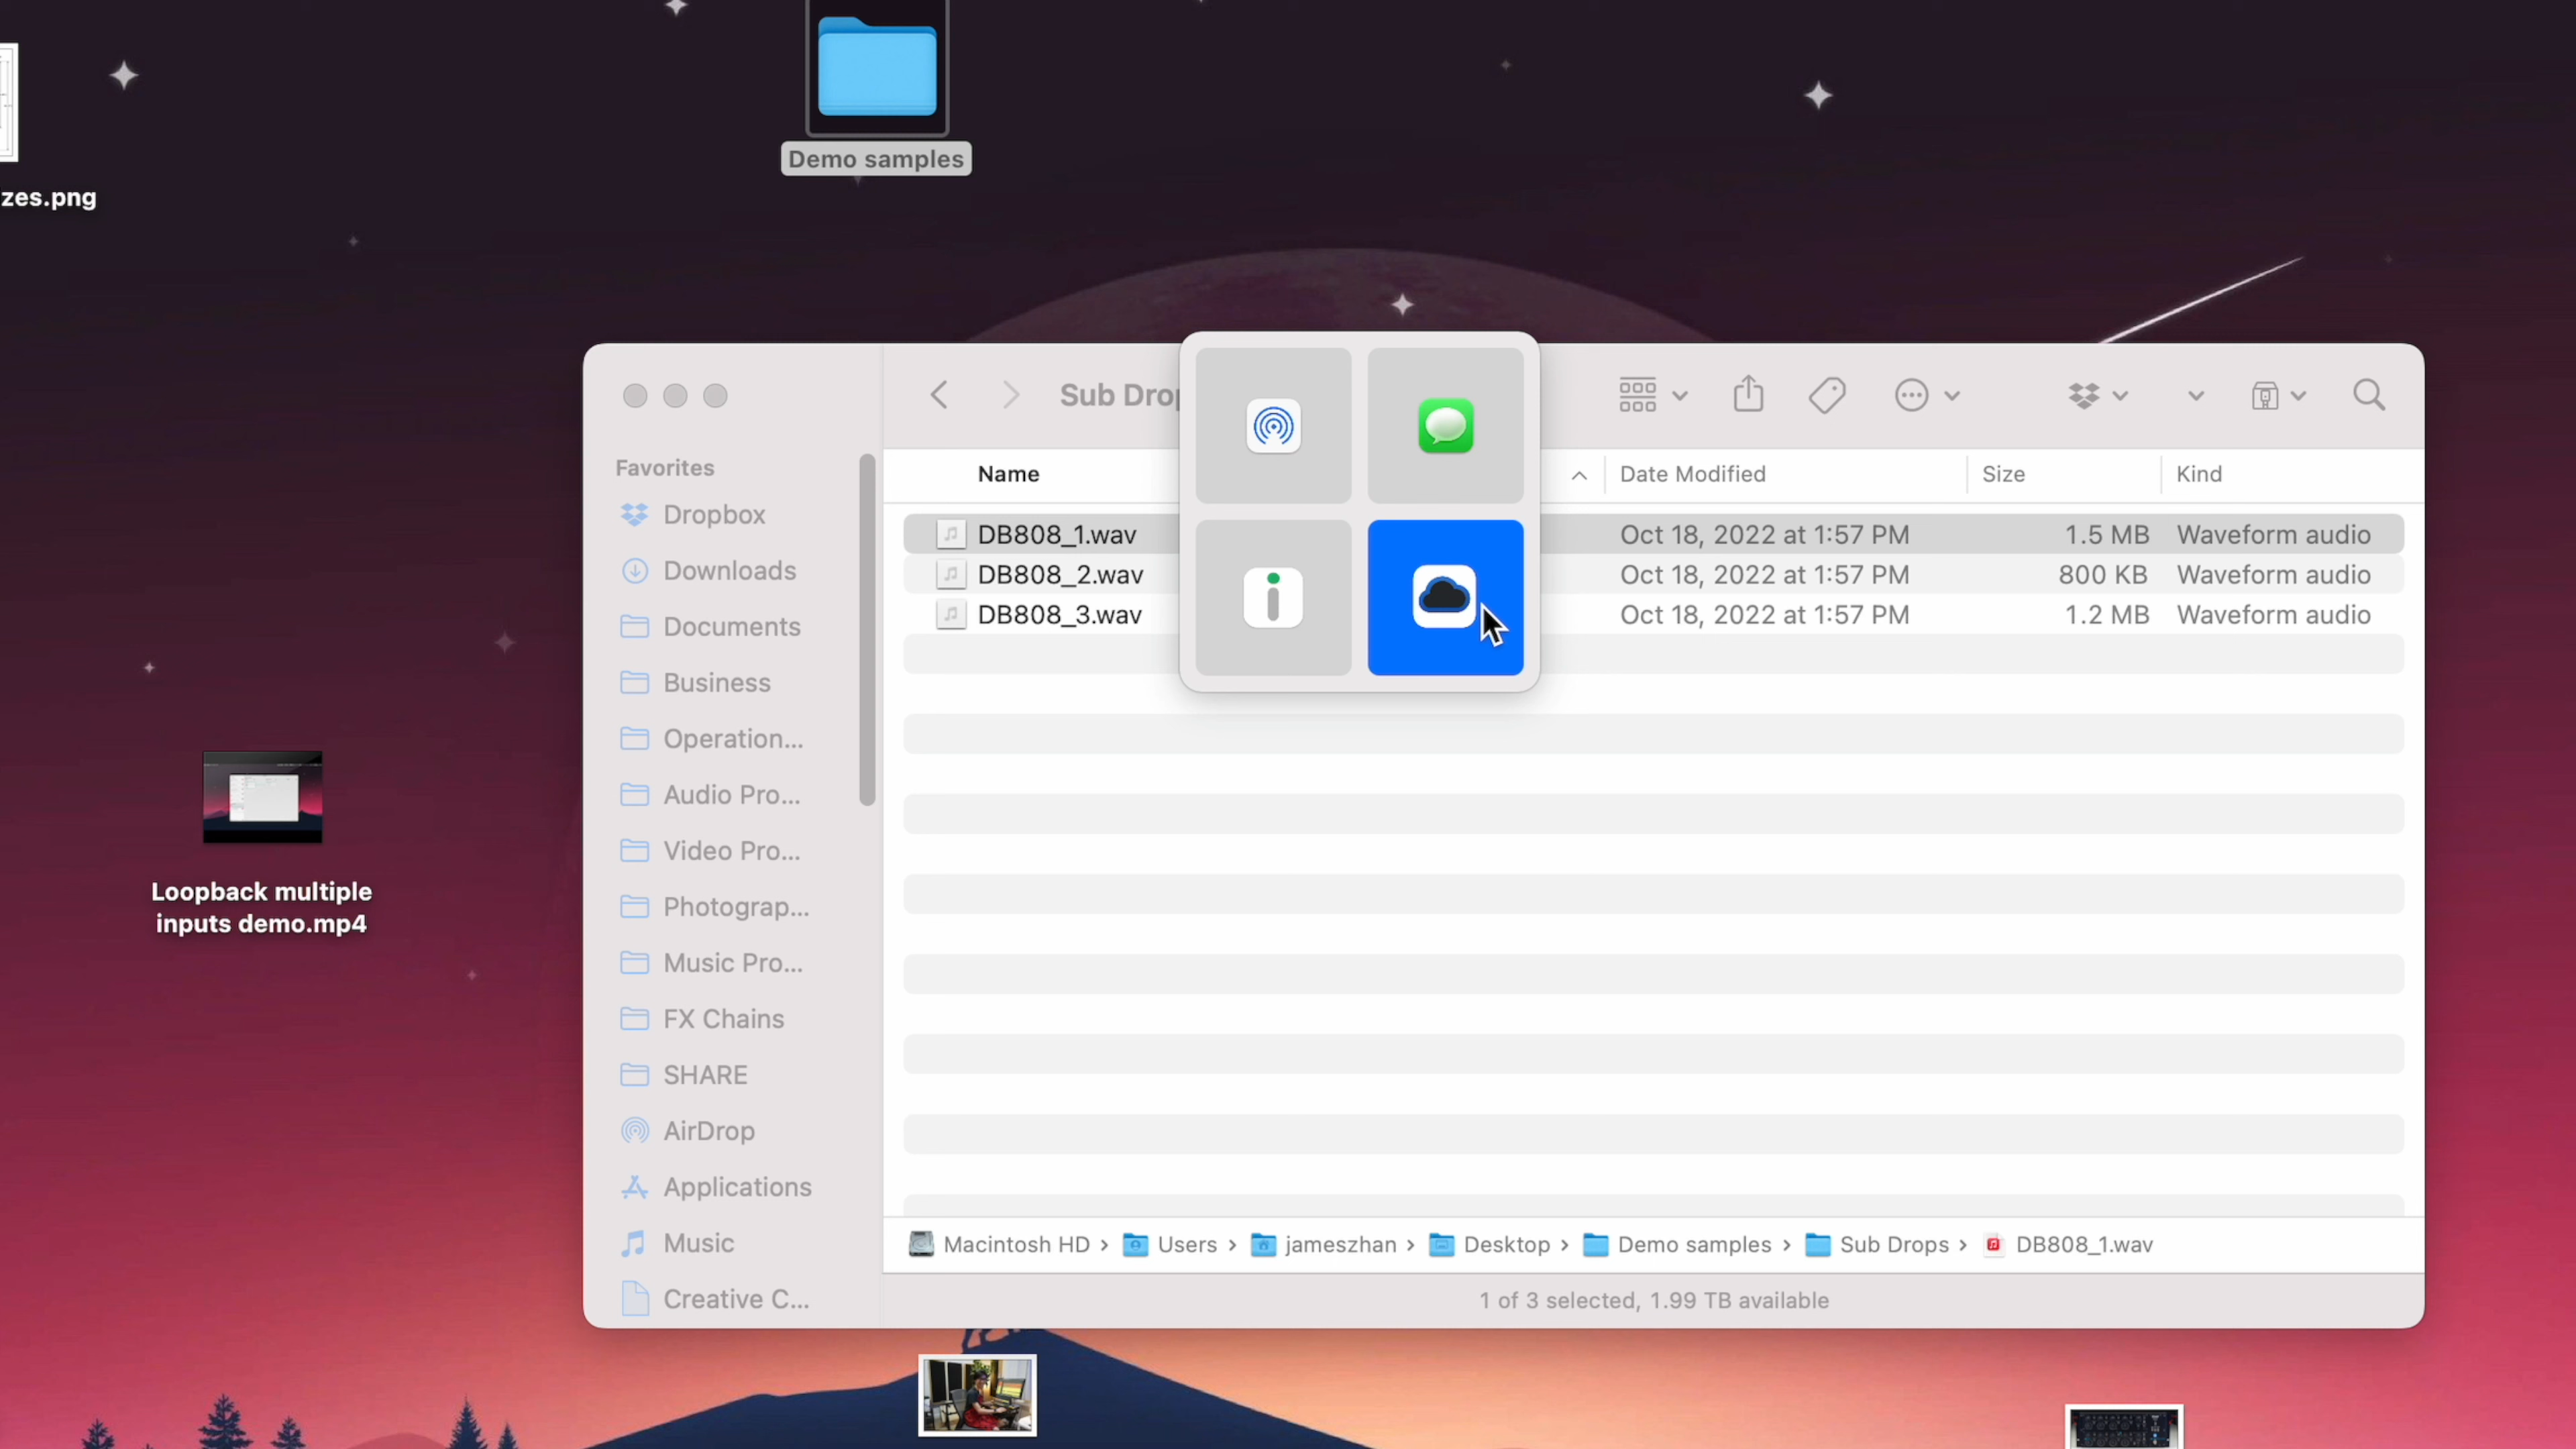 Demo samples
zes.png
Sub Drop
Favorites
Dropbox
Downloads
Documents
Business
Operation...
Audio Pro...
Video Pro...
Photograp...
Music Pro...
FX Chains
SHARE
AirDrop
Applications
Music
Creative C...
Name Date Modified Size Kind
DB808_1.wav Oct 18, 2022 at 1:57 PM 1.5 MB Waveform audio
DB808_2.wav Oct 18, 2022 at 1:57 PM 800 KB Waveform audio
DB808_3.wav Oct 18, 2022 at 1:57 PM 1.2 MB Waveform audio
Macintosh HD › Users › jameszhan › Desktop › Demo samples › Sub Drops › DB808_1.wav
1 of 3 selected, 1.99 TB available
Loopback multiple
inputs demo.mp4